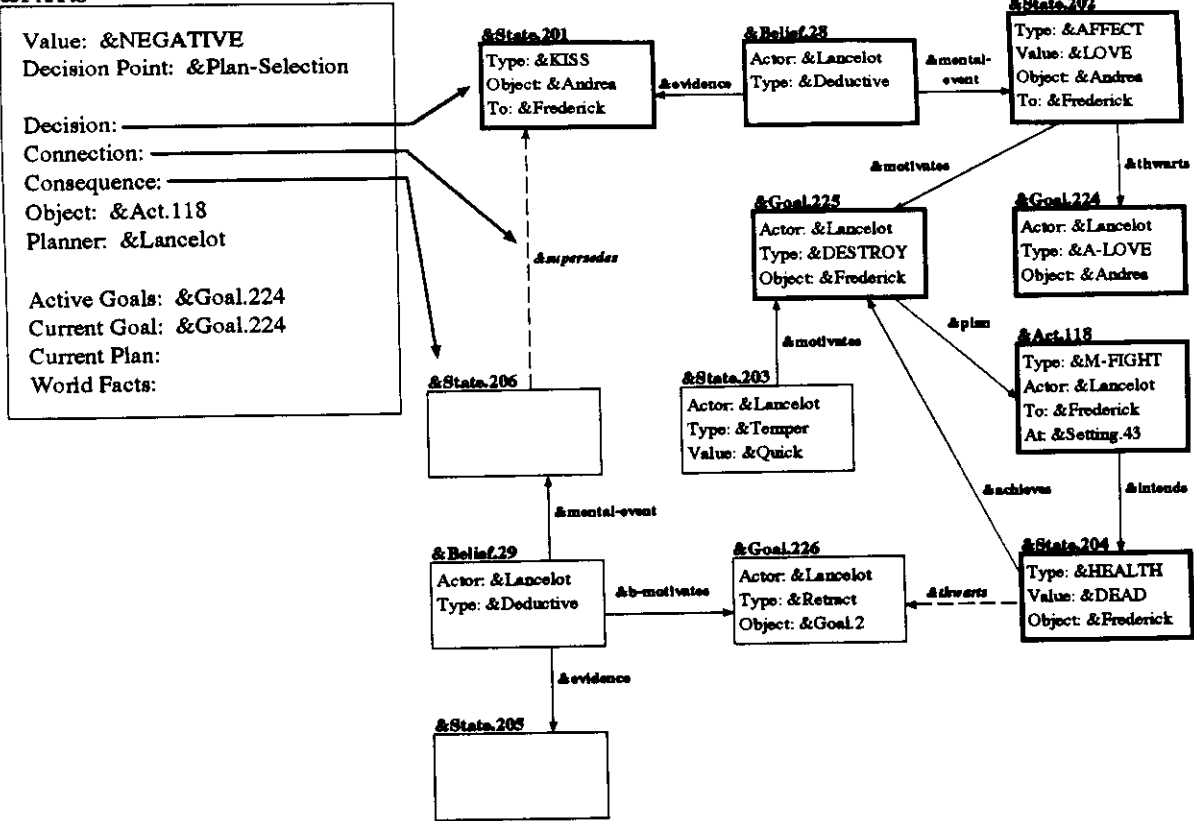 Value: &NEGATIVE
Decision Point: &Plan-Selection
Decision:
Connection:
Consequence:
Object: &Act.118
Planner: &Lancelot
Active Goals: &Goal.224
Current Goal: &Goal.224
Current Plan:
World Facts:
&State.201
Type: &KISS
Object: &Andrea
To: &Frederick
&evidence
&Belief.28
Actor: &Lancelot
Type: &Deductive
&mental-
event
&State.202
Type: &AFFECT
Value: &LOVE
Object: &Andrea
To: &Frederick
&motivates
&thwarts
&Goal.225
Actor: &Lancelot
Type: &DESTROY
Object: &Frederick
&Goal.224
Actor: &Lancelot
Type: &A-LOVE
Object: &Andrea
&supersedes
&motivates
&plan
&State.206
&State.203
Actor: &Lancelot
Type: &Temper
Value: &Quick
&Act.118
Type: &M-FIGHT
Actor: &Lancelot
To: &Frederick
At: &Setting.43
&mental-event
&achieves
&intends
&Belief.29
Actor: &Lancelot
Type: &Deductive
&b-motivates
&Goal.226
Actor: &Lancelot
Type: &Retract
Object: &Goal.2
&thwarts
&State.204
Type: &HEALTH
Value: &DEAD
Object: &Frederick
&evidence
&State.205